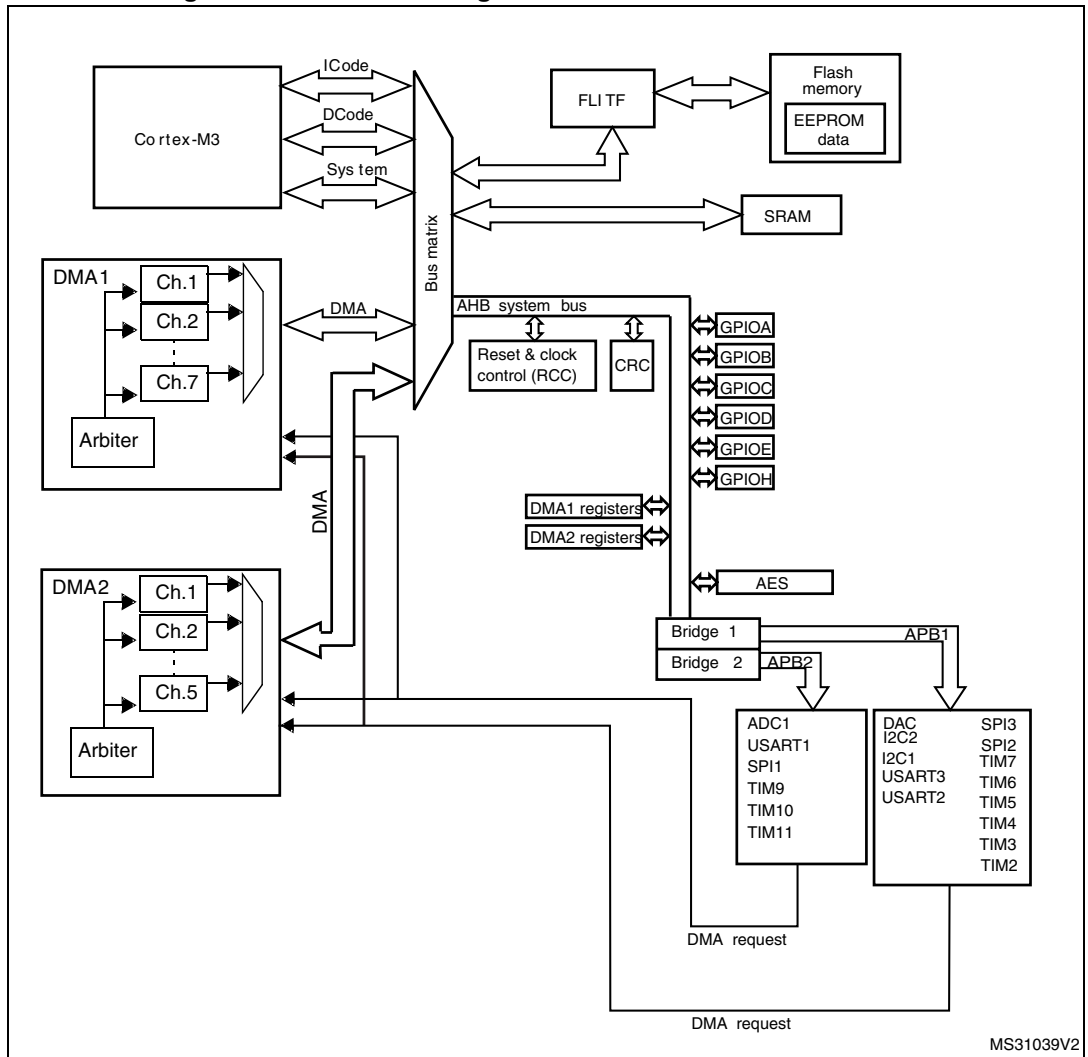 ICode
Cortex-M3
DCode
System
Bus matrix
FLITF
Flash
memory
EEPROM
data
SRAM
DMA1
Ch.1
Ch.2
Ch.7
Arbiter
DMA
AHB system bus
Reset & clock
control (RCC)
CRC
GPIOA
GPIOB
GPIOC
GPIOD
GPIOE
GPIOH
DMA1 registers
DMA2 registers
AES
DMA
DMA2
Ch.1
Ch.2
Ch.5
Arbiter
Bridge 1
APB1
Bridge 2
APB2
ADC1
USART1
SPI1
TIM9
TIM10
TIM11
DAC
I2C2
I2C1
USART3
USART2
SPI3
SPI2
TIM7
TIM6
TIM5
TIM4
TIM3
TIM2
DMA request
DMA request
MS31039V2